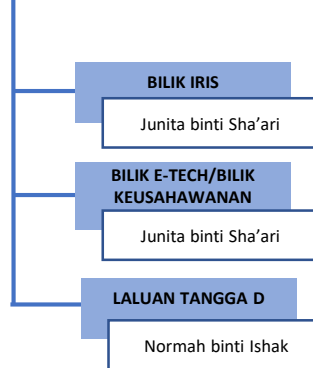 BILIK IRIS
Junita binti Sha'ari
BILIK E-TECH/BILIK
KEUSAHAWANAN
Junita binti Sha'ari
LALUAN TANGGA D
Normah binti Ishak